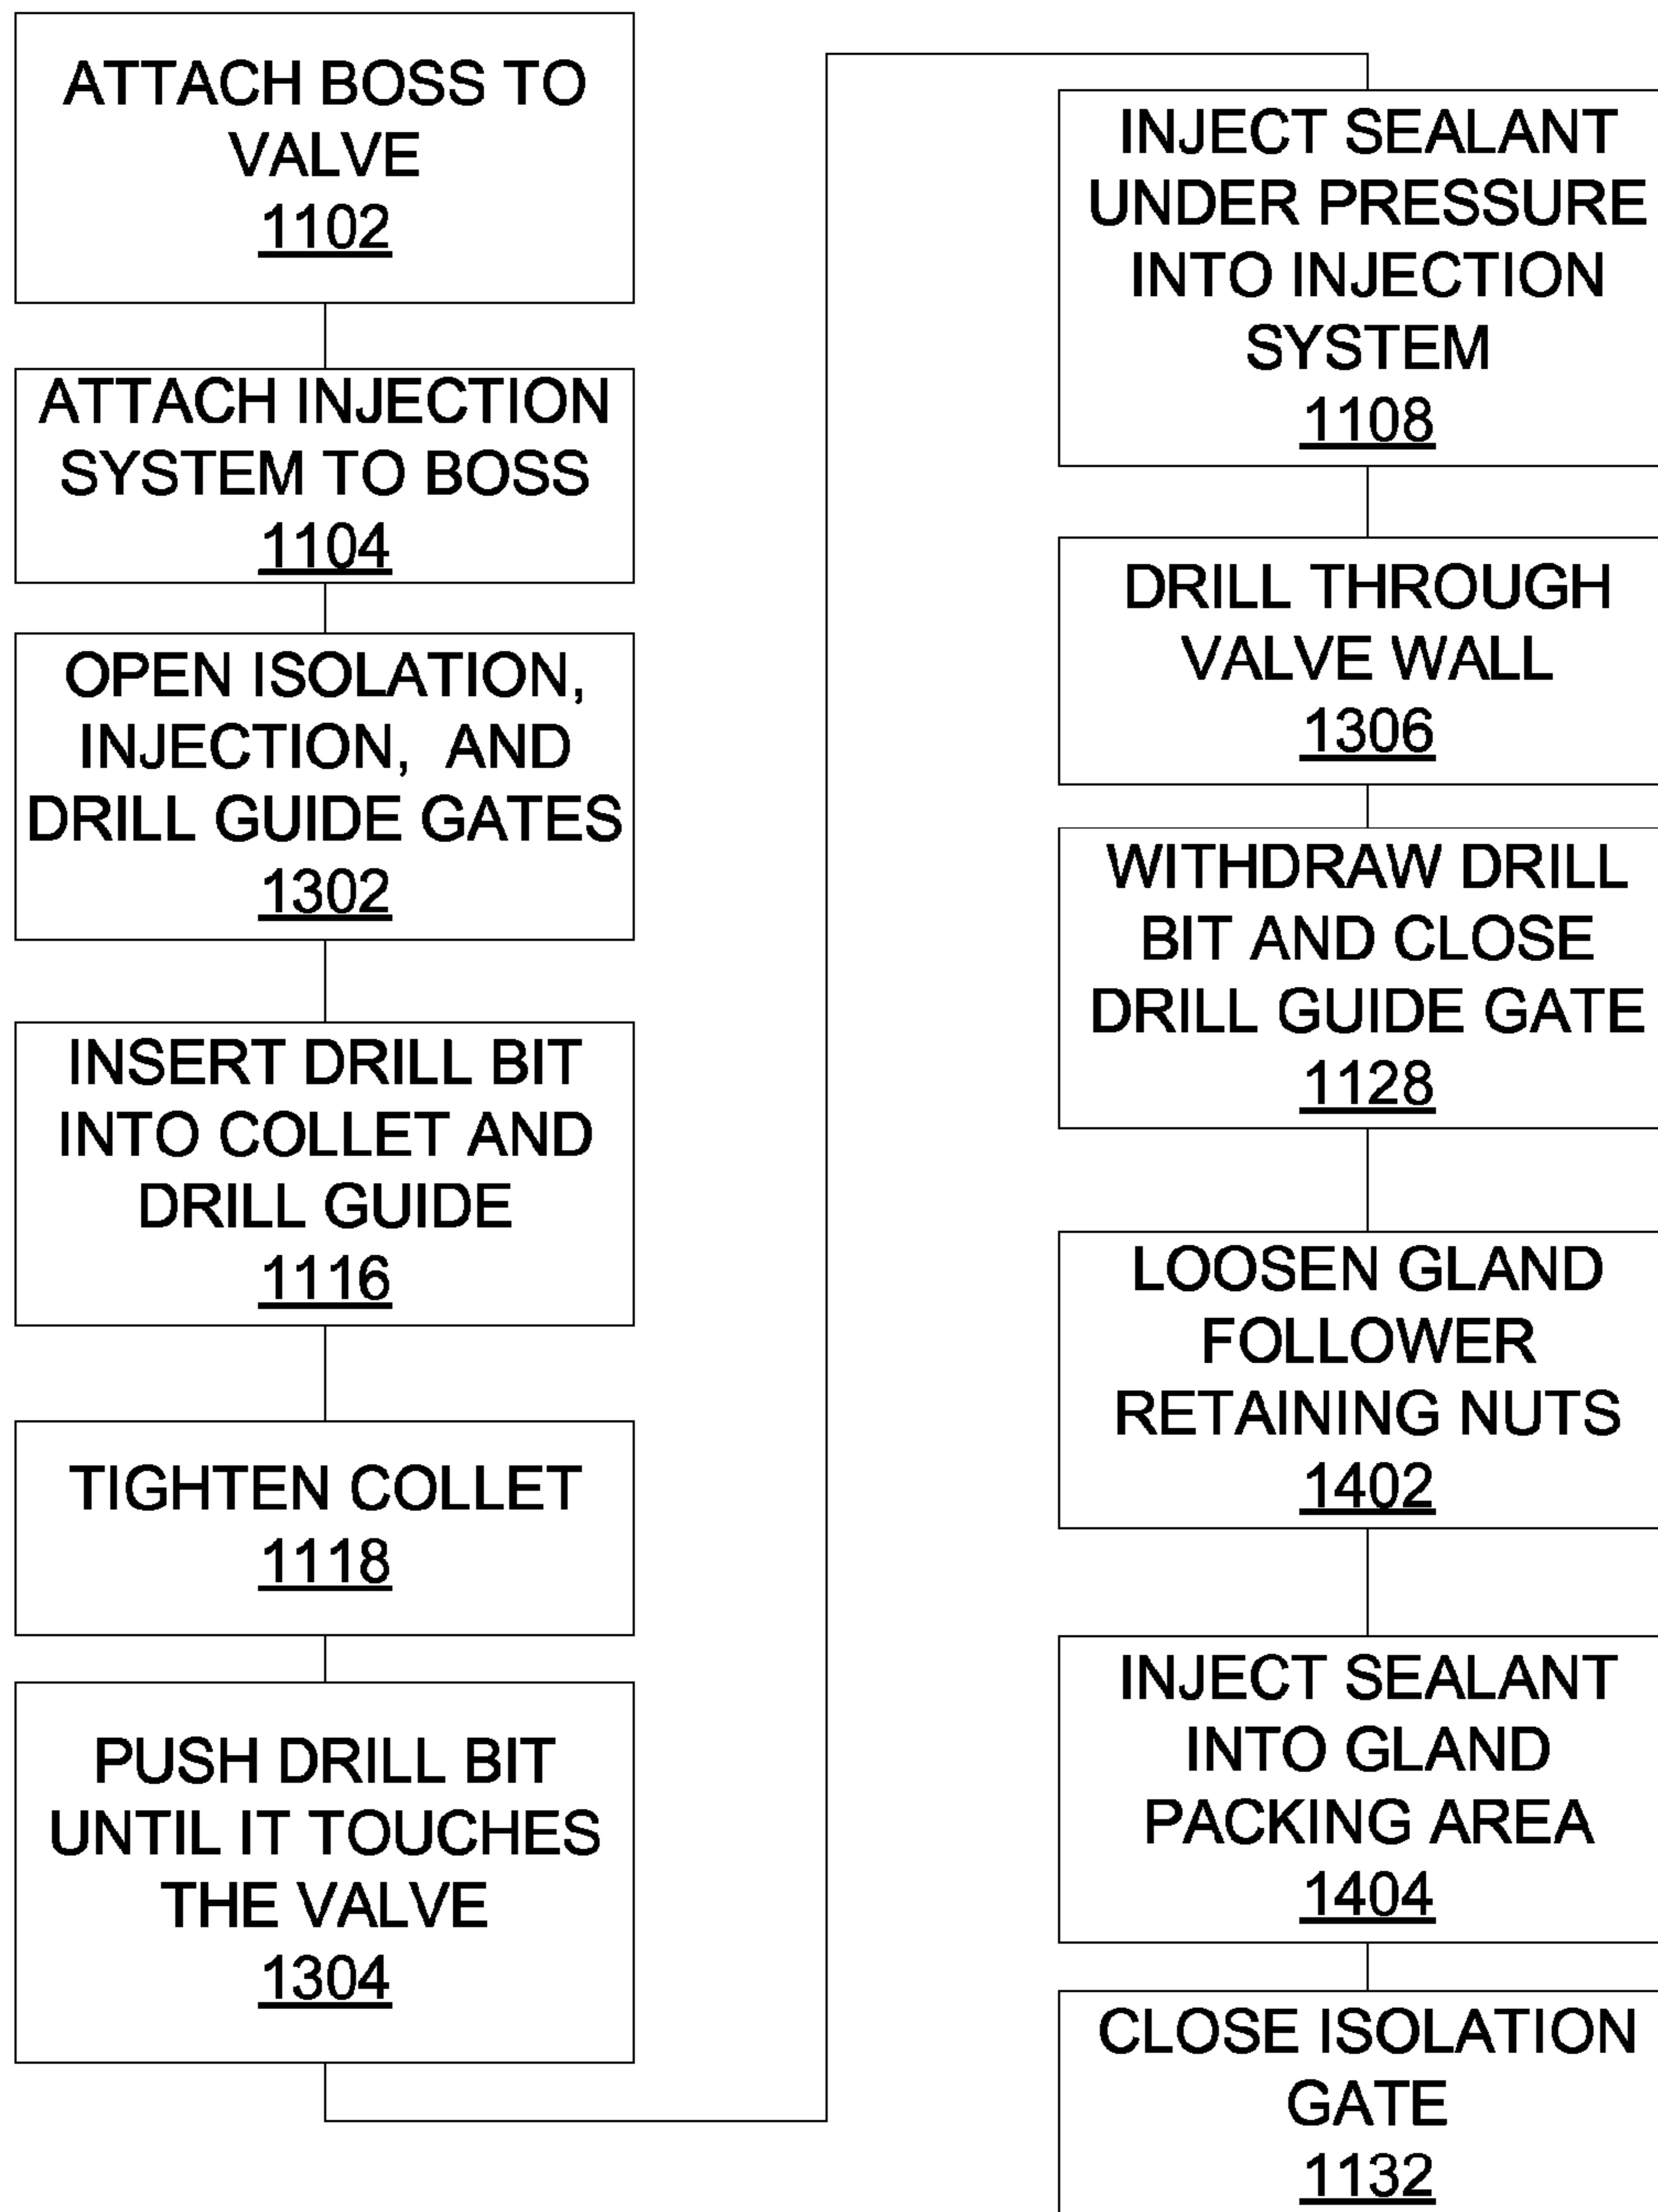 ATTACH BOSS TO
VALVE
1102
ATTACH INJECTION
SYSTEM TO BOSS
1104
OPEN ISOLATION,
INJECTION, AND
DRILL GUIDE GATES
1302
INSERT DRILL BIT
INTO COLLET AND
DRILL GUIDE
1116
TIGHTEN COLLET
1118
PUSH DRILL BIT
UNTIL IT TOUCHES
THE VALVE
1304
INJECT SEALANT
UNDER PRESSURE
INTO INJECTION
SYSTEM
1108
DRILL THROUGH
VALVE WALL
1306
WITHDRAW DRILL
BIT AND CLOSE
DRILL GUIDE GATE
1128
LOOSEN GLAND
FOLLOWER
RETAINING NUTS
1402
INJECT SEALANT
INTO GLAND
PACKING AREA
1404
CLOSE ISOLATION
GATE
1132